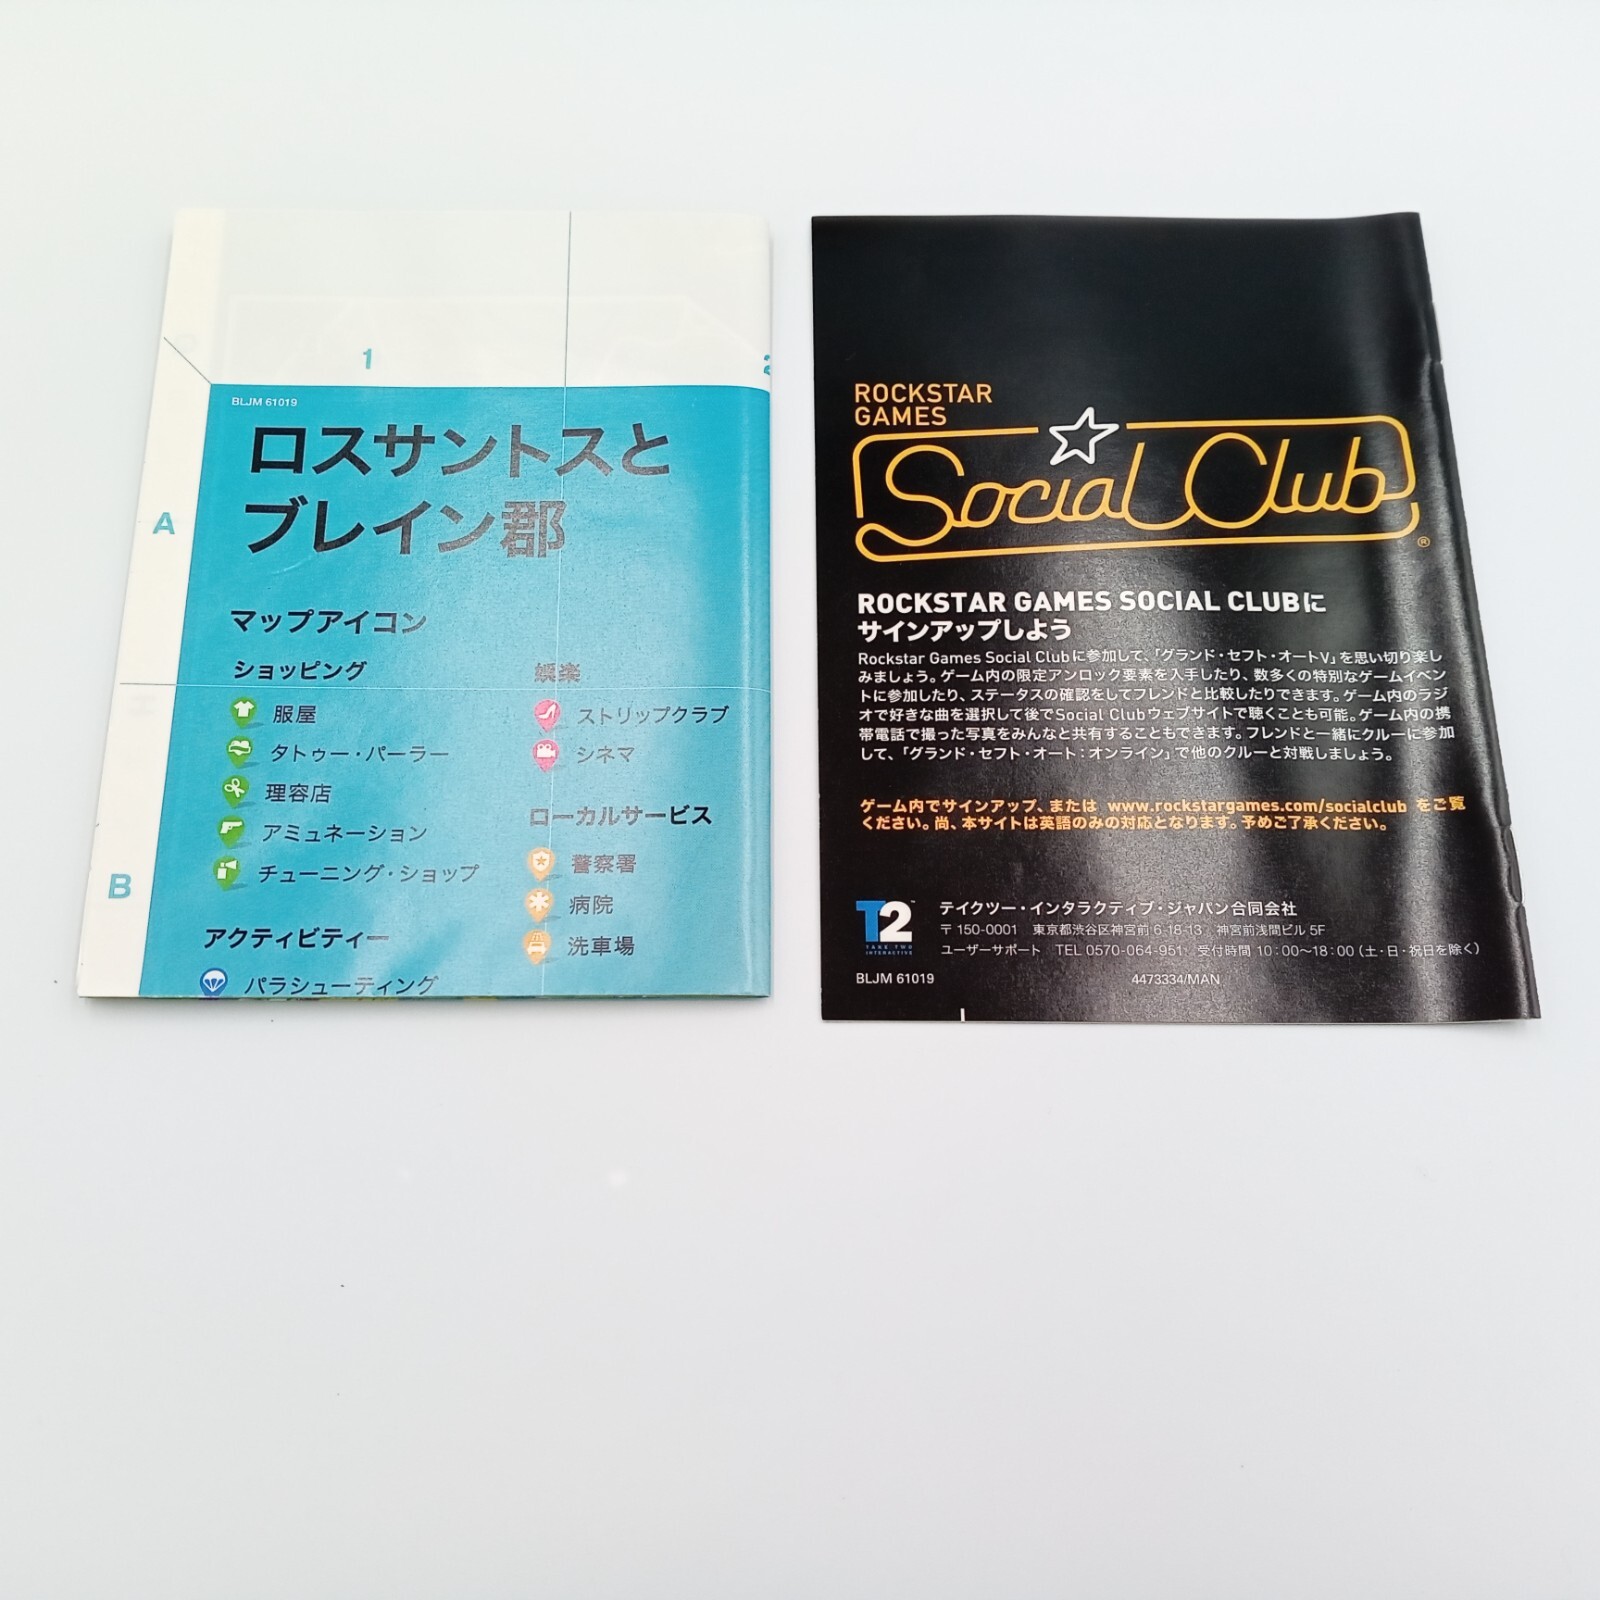 1
A
B
BLJM 61019
ロスサントスと
ブレイン郡
マップアイコン
ショッピング
服屋
タトゥー・パーラー
理容店
アミュネーション
チューニング・ショップ
アクティビティー
パラシューティング
娯楽
ストリップクラブ
シネマ
ローカルサービス
警察署
病院
洗車場
ROCKSTAR
GAMES
Social Club
®
ROCKSTAR GAMES SOCIAL CLUBに
サインアップしよう
Rockstar Games Social Clubに参加して、「グランド・セフト・オートV」を思い切り楽し
みましょう。ゲーム内の限定アンロック要素を入手したり、数多くの特別なゲームイベン
トに参加したり、ステータスの確認をしてフレンドと比較したりできます。ゲーム内のラジ
オで好きな曲を選択して後でSocial Clubウェブサイトで聴くことも可能。ゲーム内の携
帯電話で撮った写真をみんなと共有することもできます。フレンドと一緒にクルーに参加
して、「グランド・セフト・オート：オンライン」で他のクルーと対戦しましょう。
ゲーム内でサインアップ、または www.rockstargames.com/socialclub をご覧
ください。尚、本サイトは英語のみの対応となります。予めご了承ください。
T2
TAKE-TWO
INTERACTIVE
テイクツー・インタラクティブ・ジャパン合同会社
〒150-0001 東京都渋谷区神宮前 6-18-13 神宮前浅間ビル 5F
ユーザーサポート TEL 0570-064-951 受付時間 10：00～18：00（土・日・祝日を除く）
BLJM 61019
4473334/MAN